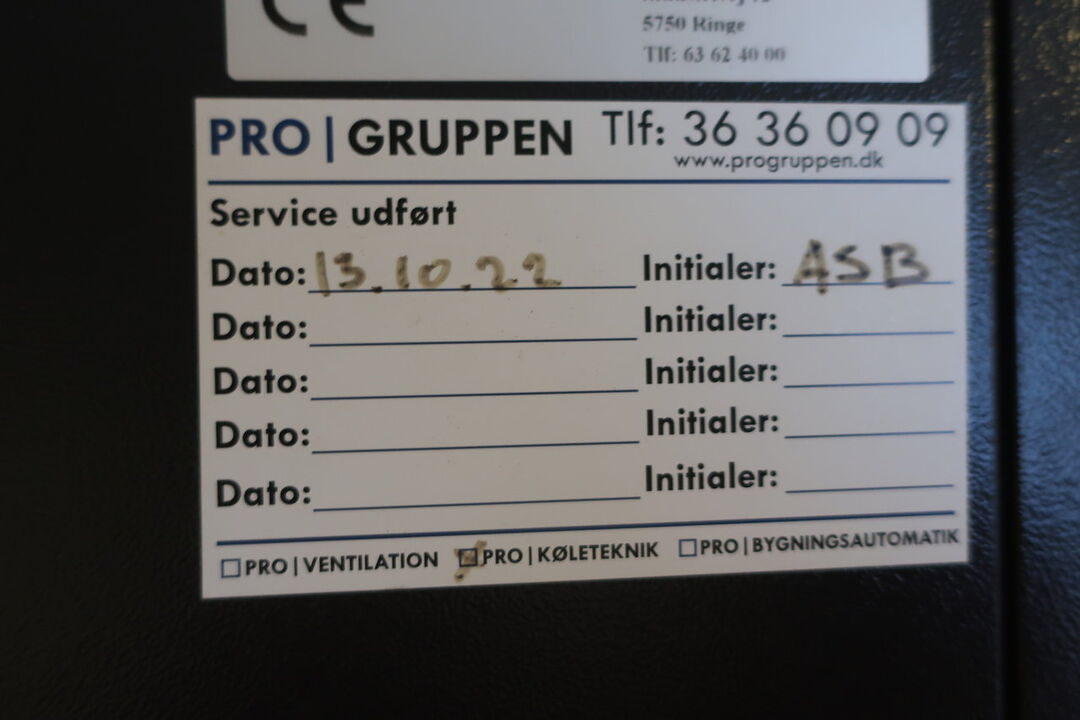 CE
5750 Ringe
Tlf: 63 62 40 00
PRO | GRUPPEN Tlf: 36 36 09 09
www.progruppen.dk
Service udført
Dato: 13.10.22 Initialer: ASB
Dato: Initialer:
Dato: Initialer:
Dato: Initialer:
Dato: Initialer:
PRO | VENTILATION PRO | KØLETEKNIK PRO | BYGNINGSAUTOMATIK